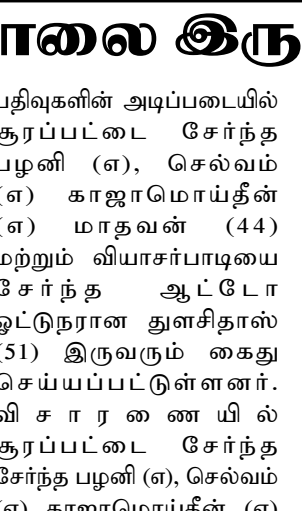 ாலை இரு
பதிவுகளின் அடிப்படையில்
சூரப்பட்டை சேர்ந்த
பழனி (எ), செல்வம்
(எ) காஜாமொய்தீன்
(எ) மாதவன் (44)
மற்றும் வியாசர்பாடியை
சேர்ந்த ஆட்டோ
ஓட்டுநரான துளசிதாஸ்
(51) இருவரும் கைது
செய்யப்பட்டுள்ளனர்.
விசாரணையில்
சூரப்பட்டை சேர்ந்த
சேர்ந்த பழனி (எ), செல்வம்
(எ) காஜாமொய்தீன் (எ)